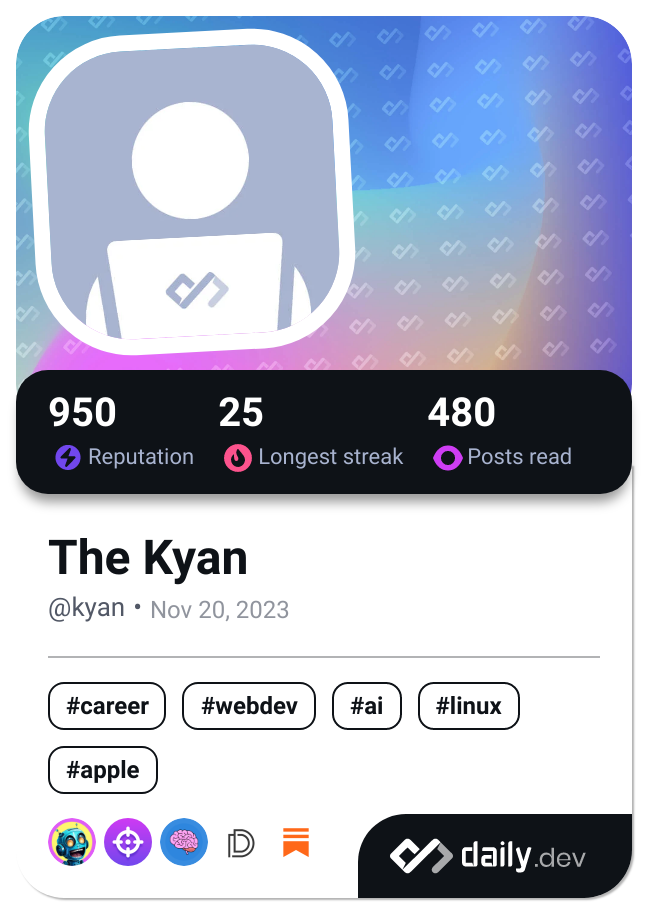 950 25 480
Reputation Longest streak Posts read
The Kyan
@kyan • Nov 20, 2023
#career #webdev #ai #linux
#apple
daily.dev